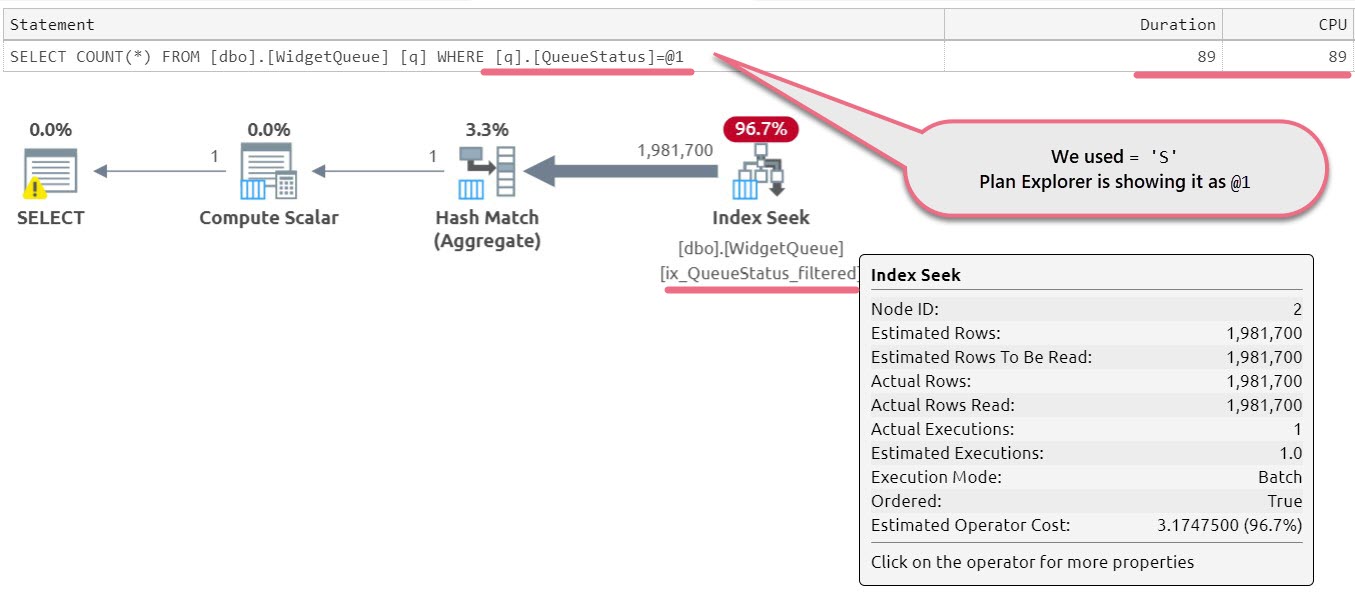 Statement Duration CPU
SELECT COUNT(*) FROM [dbo].[WidgetQueue] [q] WHERE [q].[QueueStatus]=@1 89 89
We used = 'S'
Plan Explorer is showing it as @1
0.0% 0.0% 3.3% 96.7%
1 1 1,981,700
SELECT Compute Scalar Hash Match Index Seek
(Aggregate)
[dbo].[WidgetQueue]
[ix_QueueStatus_filtered]
Index Seek
Node ID: 2
Estimated Rows: 1,981,700
Estimated Rows To Be Read: 1,981,700
Actual Rows: 1,981,700
Actual Rows Read: 1,981,700
Actual Executions: 1
Estimated Executions: 1.0
Execution Mode: Batch
Ordered: True
Estimated Operator Cost: 3.1747500 (96.7%)
Click on the operator for more properties